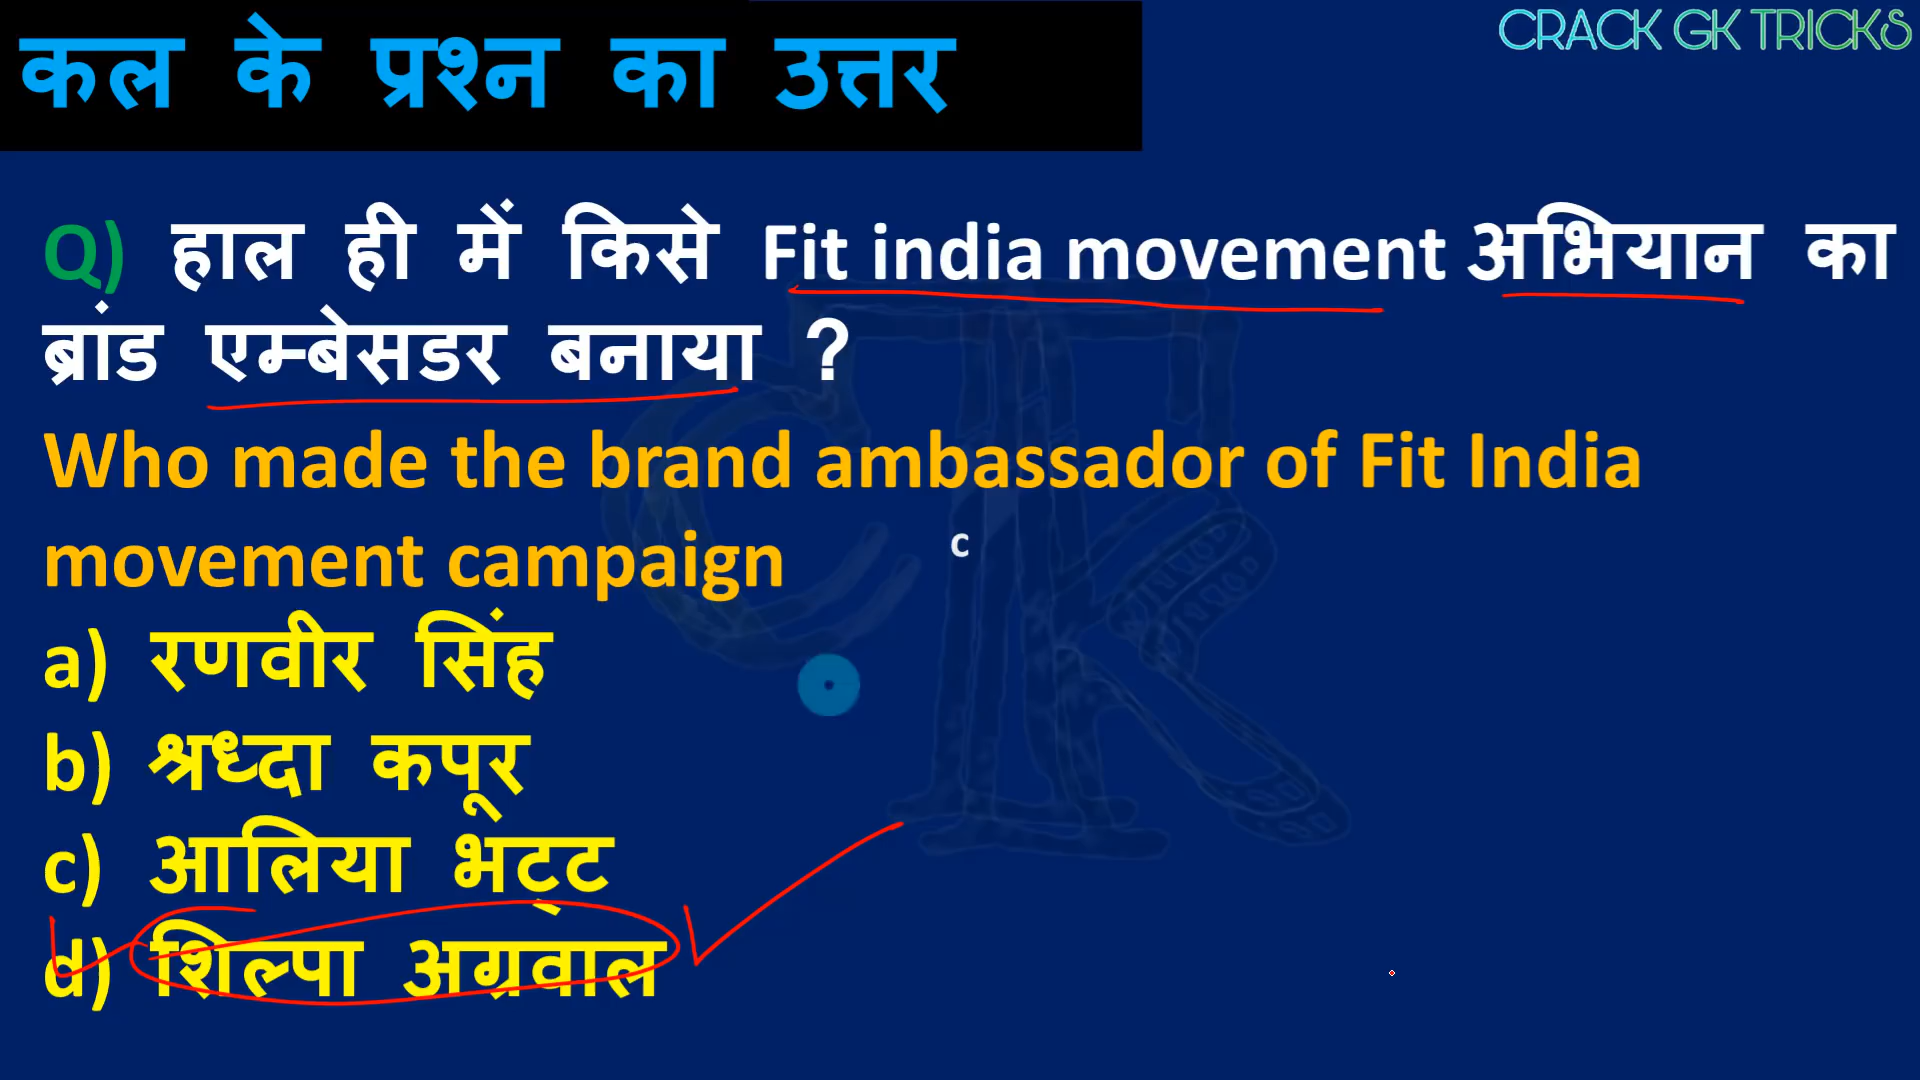 कल के प्रश्न का उत्तर
CRACK GK TRICKS
Q) हाल ही में किसे Fit india movement अभियान का
ब्रांड एम्बेसडर बनाया ?
Who made the brand ambassador of Fit India
movement campaign
c
a) रणवीर सिंह
b) श्रध्दा कपूर
c) आलिया भट्ट
d) शिल्पा अग्रवाल